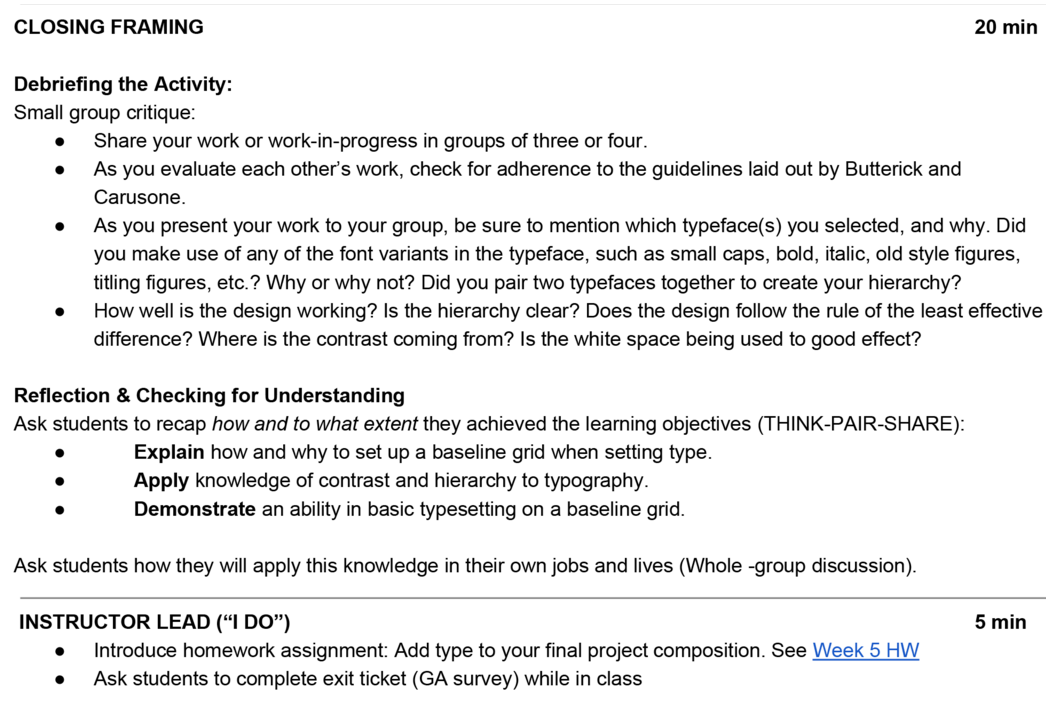 CLOSING FRAMING 20 min
Debriefing the Activity:
Small group critique:
● Share your work or work-in-progress in groups of three or four.
● As you evaluate each other’s work, check for adherence to the guidelines laid out by Butterick and
Carusone.
● As you present your work to your group, be sure to mention which typeface(s) you selected, and why. Did
you make use of any of the font variants in the typeface, such as small caps, bold, italic, old style figures,
titling figures, etc.? Why or why not? Did you pair two typefaces together to create your hierarchy?
● How well is the design working? Is the hierarchy clear? Does the design follow the rule of the least effective
difference? Where is the contrast coming from? Is the white space being used to good effect?
Reflection & Checking for Understanding
Ask students to recap how and to what extent they achieved the learning objectives (THINK-PAIR-SHARE):
● Explain how and why to set up a baseline grid when setting type.
● Apply knowledge of contrast and hierarchy to typography.
● Demonstrate an ability in basic typesetting on a baseline grid.
Ask students how they will apply this knowledge in their own jobs and lives (Whole -group discussion).
INSTRUCTOR LEAD (“I DO”) 5 min
● Introduce homework assignment: Add type to your final project composition. See Week 5 HW
● Ask students to complete exit ticket (GA survey) while in class